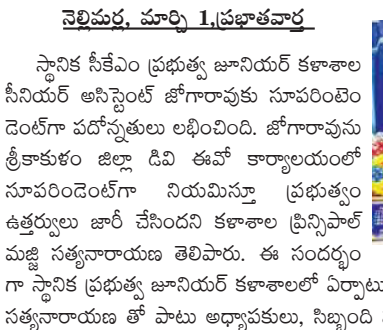 నెల్లిమర్ల, మార్చి 1,ప్రభాతవార్త
స్థానిక సీకేఎం ప్రభుత్వ జూనియర్ కళాశాల
సీనియర్ అసిస్టెంట్ జోగారావుకు సూపరింటెం
డెంట్‌గా పదోన్నతులు లభించింది. జోగారావును
శ్రీకాకుళం జిల్లా డివి ఈవో కార్యాలయంలో
సూపరిండెంట్‌గా నియమిస్తూ ప్రభుత్వం
ఉత్తర్వులు జారీ చేసిందని కళాశాల ప్రిన్సిపాల్
మజ్జి సత్యనారాయణ తెలిపారు. ఈ సందర్భం
గా స్థానిక ప్రభుత్వ జూనియర్ కళాశాలలో ఏర్పాటు
సత్యనారాయణ తో పాటు అధ్యాపకులు, సిబ్బంది